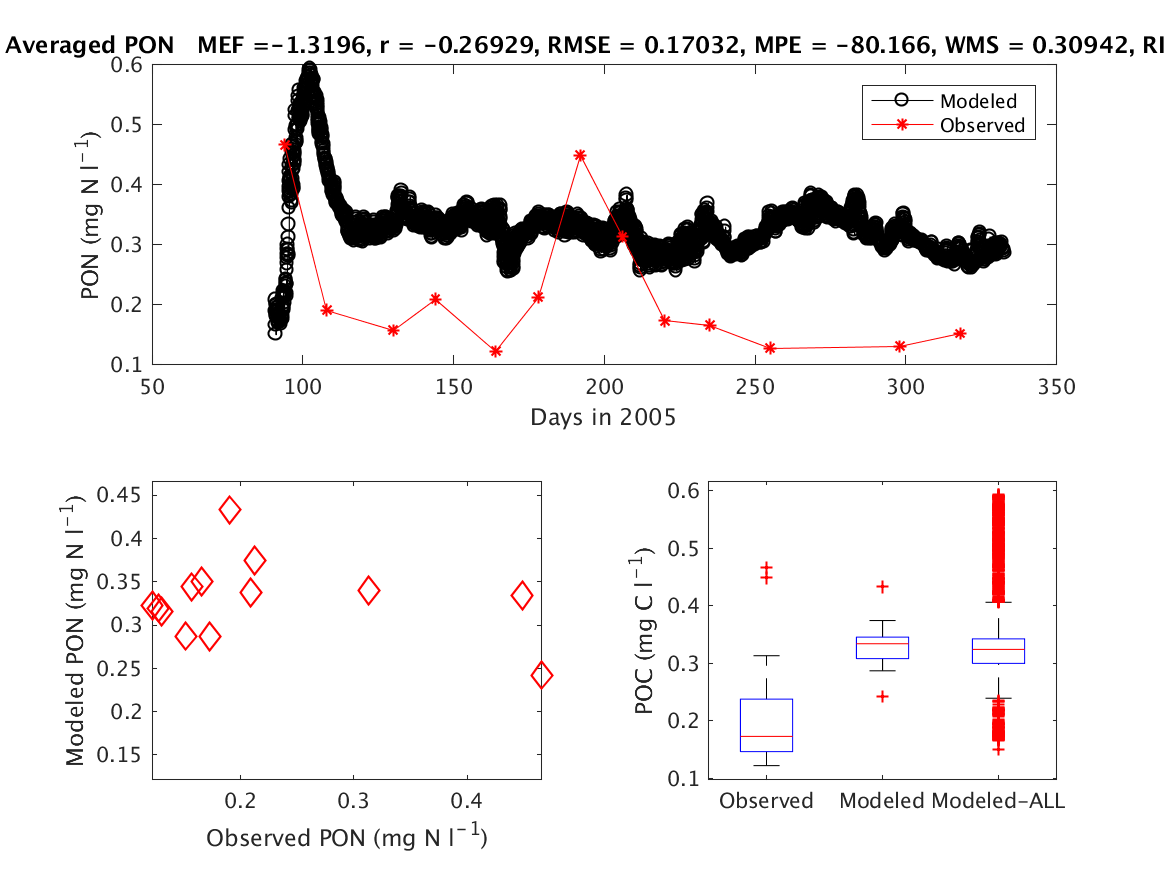 Averaged PON   MEF =-1.3196, r = -0.26929, RMSE = 0.17032, MPE = -80.166, WMS = 0.30942, RI
0.6
0.5
0.4
0.3
0.2
0.1
PON (mg N l⁻¹)
Modeled
Observed
50 100 150 200 250 300 350
Days in 2005
0.45
0.4
0.35
0.3
0.25
0.2
0.15
Modeled PON (mg N l⁻¹)
0.2 0.3 0.4
Observed PON (mg N l⁻¹)
0.6
0.5
0.4
0.3
0.2
0.1
POC (mg C l⁻¹)
Observed Modeled Modeled-ALL